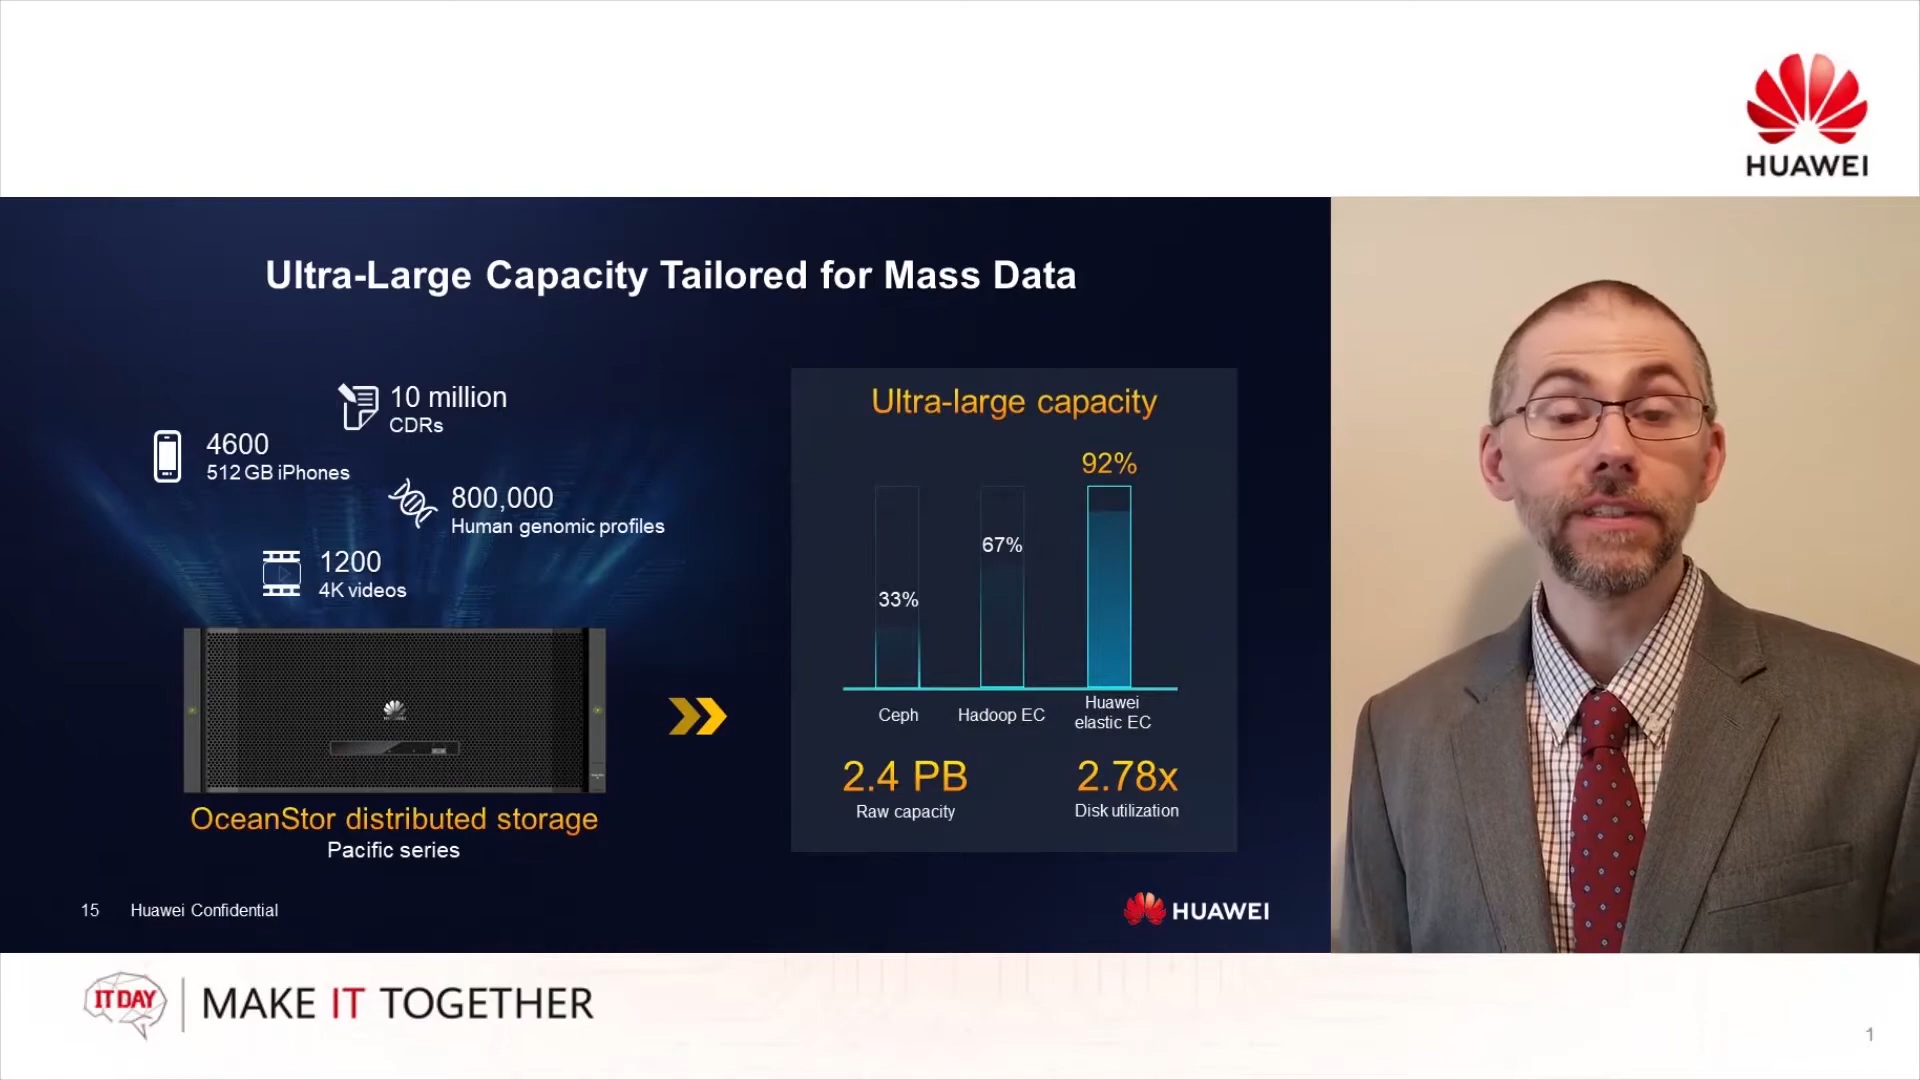 HUAWEI
Ultra-Large Capacity Tailored for Mass Data
10 million
CDRs
4600
512 GB iPhones
800,000
Human genomic profiles
1200
4K videos
OceanStor distributed storage
Pacific series
Ultra-large capacity
92%
67%
33%
Ceph
Hadoop EC
Huawei
elastic EC
2.4 PB
Raw capacity
2.78x
Disk utilization
15
Huawei Confidential
HUAWEI
IT DAY
MAKE IT TOGETHER
1